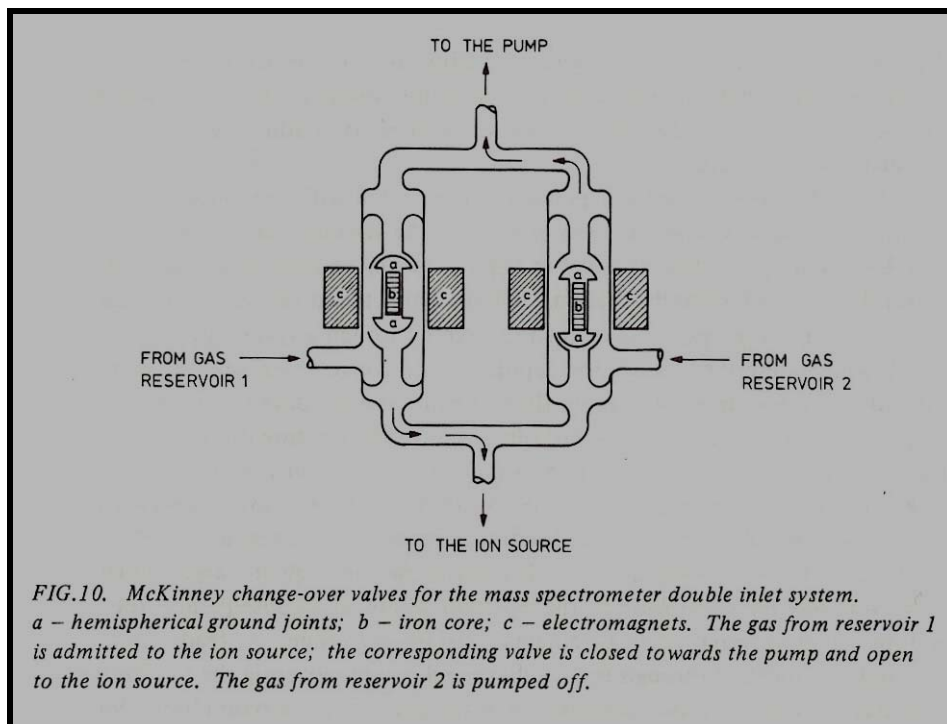 TO THE PUMP
c a b a c c a b a c
FROM GAS
RESERVOIR 1
FROM GAS
RESERVOIR 2
TO THE ION SOURCE
FIG.10. McKinney change-over valves for the mass spectrometer double inlet system.
a – hemispherical ground joints; b – iron core; c – electromagnets. The gas from reservoir 1
is admitted to the ion source; the corresponding valve is closed towards the pump and open
to the ion source. The gas from reservoir 2 is pumped off.